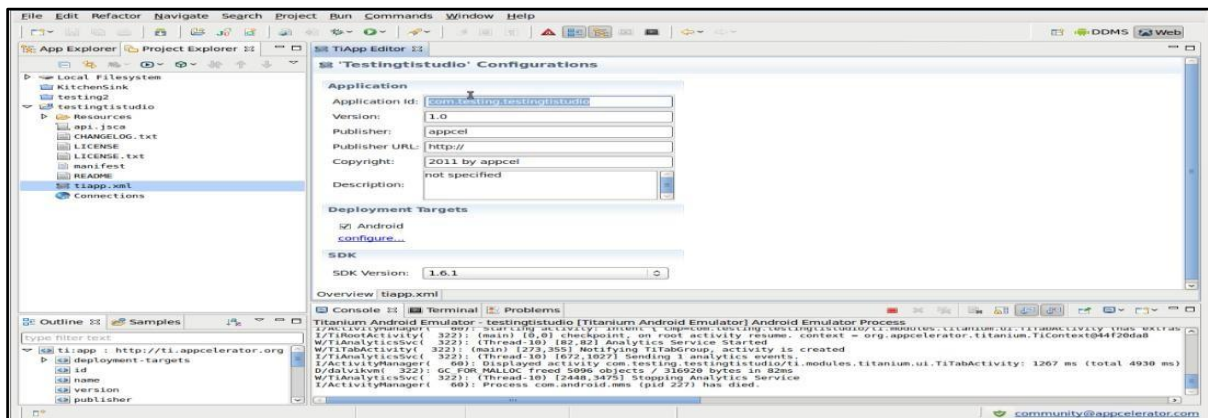 File Edit Refactor Navigate Search Project Run Commands Window Help
DDMS Web
App Explorer Project Explorer
Local Filesystem
KitchenSink
testing2
testingtistudio
Resources
api.jsca
CHANGELOG.txt
LICENSE
LICENSE.txt
manifest
README
tiapp.xml
Connections
TiApp Editor
'Testingtistudio' Configurations
Application
Application Id: com.testing.testingtistudio
Version: 1.0
Publisher: appcel
Publisher URL: http://
Copyright: 2011 by appcel
Description: not specified
Deployment Targets
Android
configure...
SDK
SDK Version: 1.6.1
Overview tiapp.xml
Outline Samples
type filter text
ti:app : http://ti.appcelerator.org
id
name
version
publisher
Console Terminal Problems
Titanium Android Emulator - testingtistudio [Titanium Android Emulator] Android Emulator Process
I/TiRootActivity( 322): (main) [0,0] checkpoint, on root activity resume. context = org.appcelerator.titanium.TiContext@44f20da8
W/TiAnalyticsSvc( 322): (Thread-10) [82,82] Analytics Service Started
W/TiTabActivity( 322): (main) [273,355] Notifying TiTabGroup, activity is created
I/TiAnalyticsSvc( 322): (Thread-10) [672,1027] Sending 1 analytics events.
I/ActivityManager( 60): Displayed activity com.testing.testingtistudio/ti.modules.titanium.ui.TiTabActivity: 1267 ms (total 4930 ms)
D/dalvikvm( 322): GC_FOR_MALLOC freed 5096 objects / 316920 bytes in 82ms
W/TiAnalyticsSvc( 322): (Thread-10) [2448,3475] Stopping Analytics Service
I/ActivityManager( 60): Process com.android.mms (pid 227) has died.
community@appcelerator.com